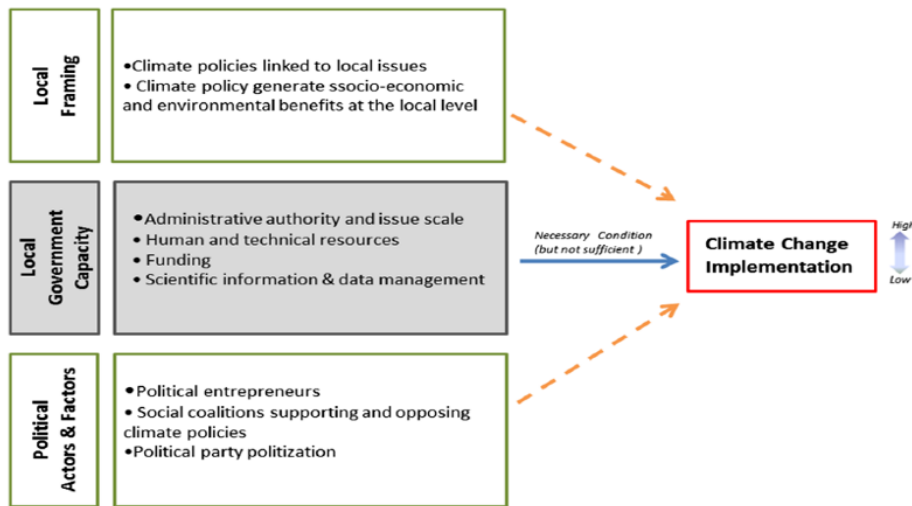 Local
Framing
•Climate policies linked to local issues
• Climate policy generate ssocio-economic
and environmental benefits at the local level
Local
Government
Capacity
•Administrative authority and issue scale
• Human and technical resources
• Funding
• Scientific information & data management
Necessary Condition
(but not sufficient )
Climate Change
Implementation
High
Low
Political
Actors & Factors
•Political entrepreneurs
• Social coalitions supporting and opposing
climate policies
•Political party politization